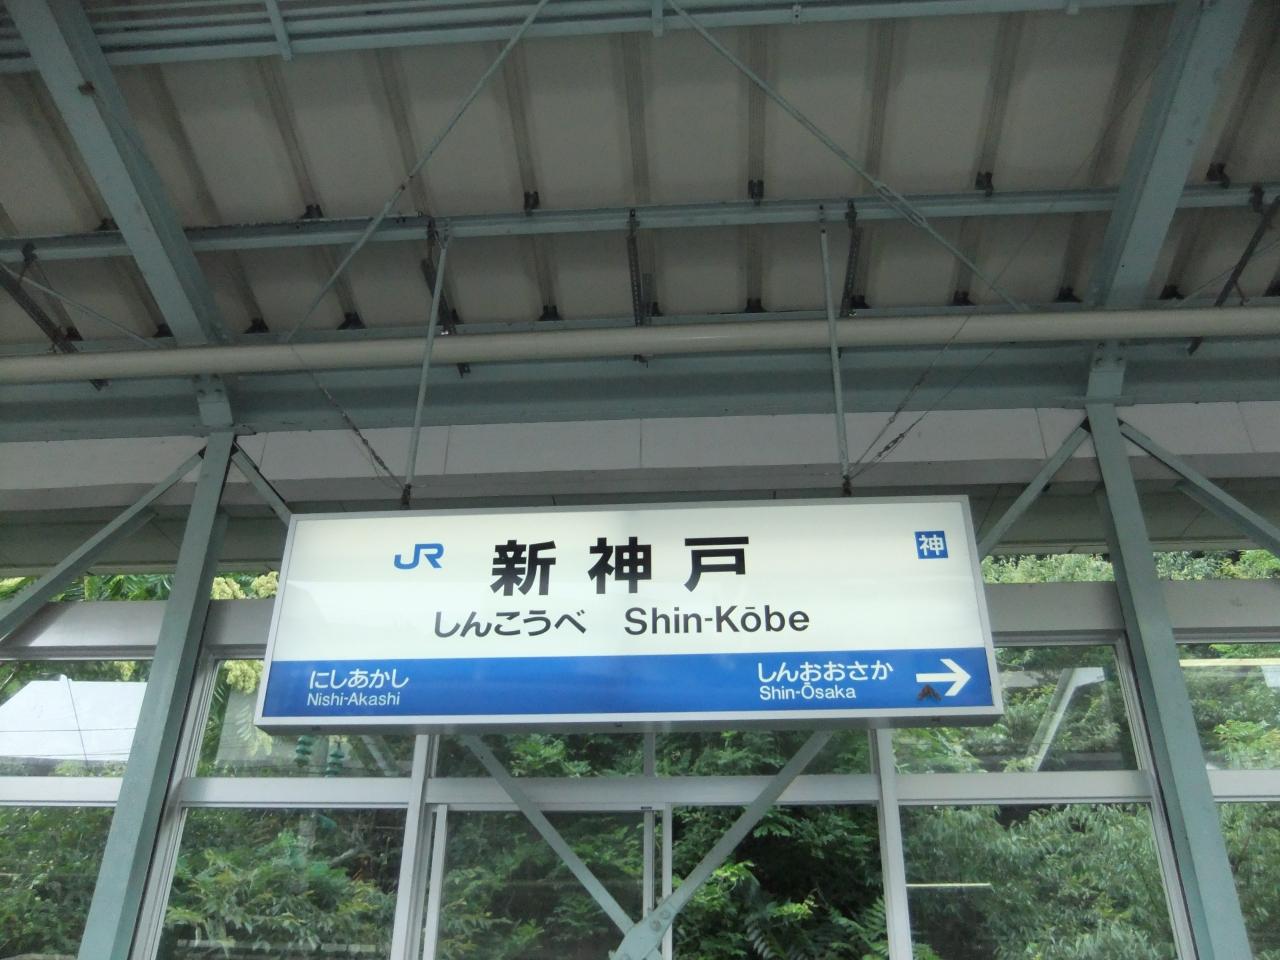 JR 新神戸 神
しんこうべ Shin-Kōbe
にしあかし しんおおさか →
Nishi-Akashi Shin-Ōsaka